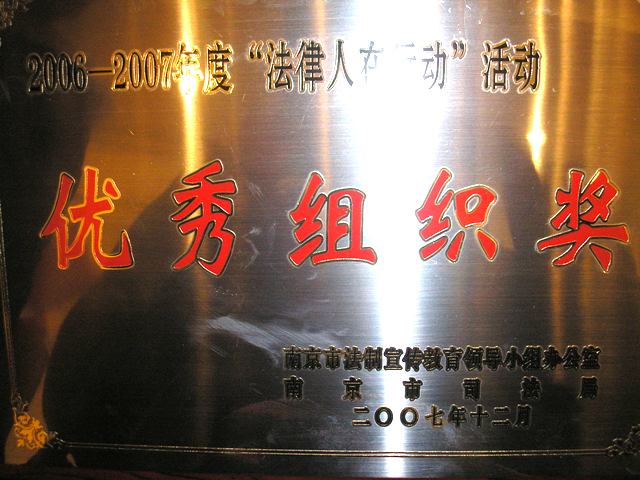 2006—2007年度“法律人在行动”活动
优秀组织奖
南京市法制宣传教育领导小组办公室
南京市司法局
二〇〇七年十二月